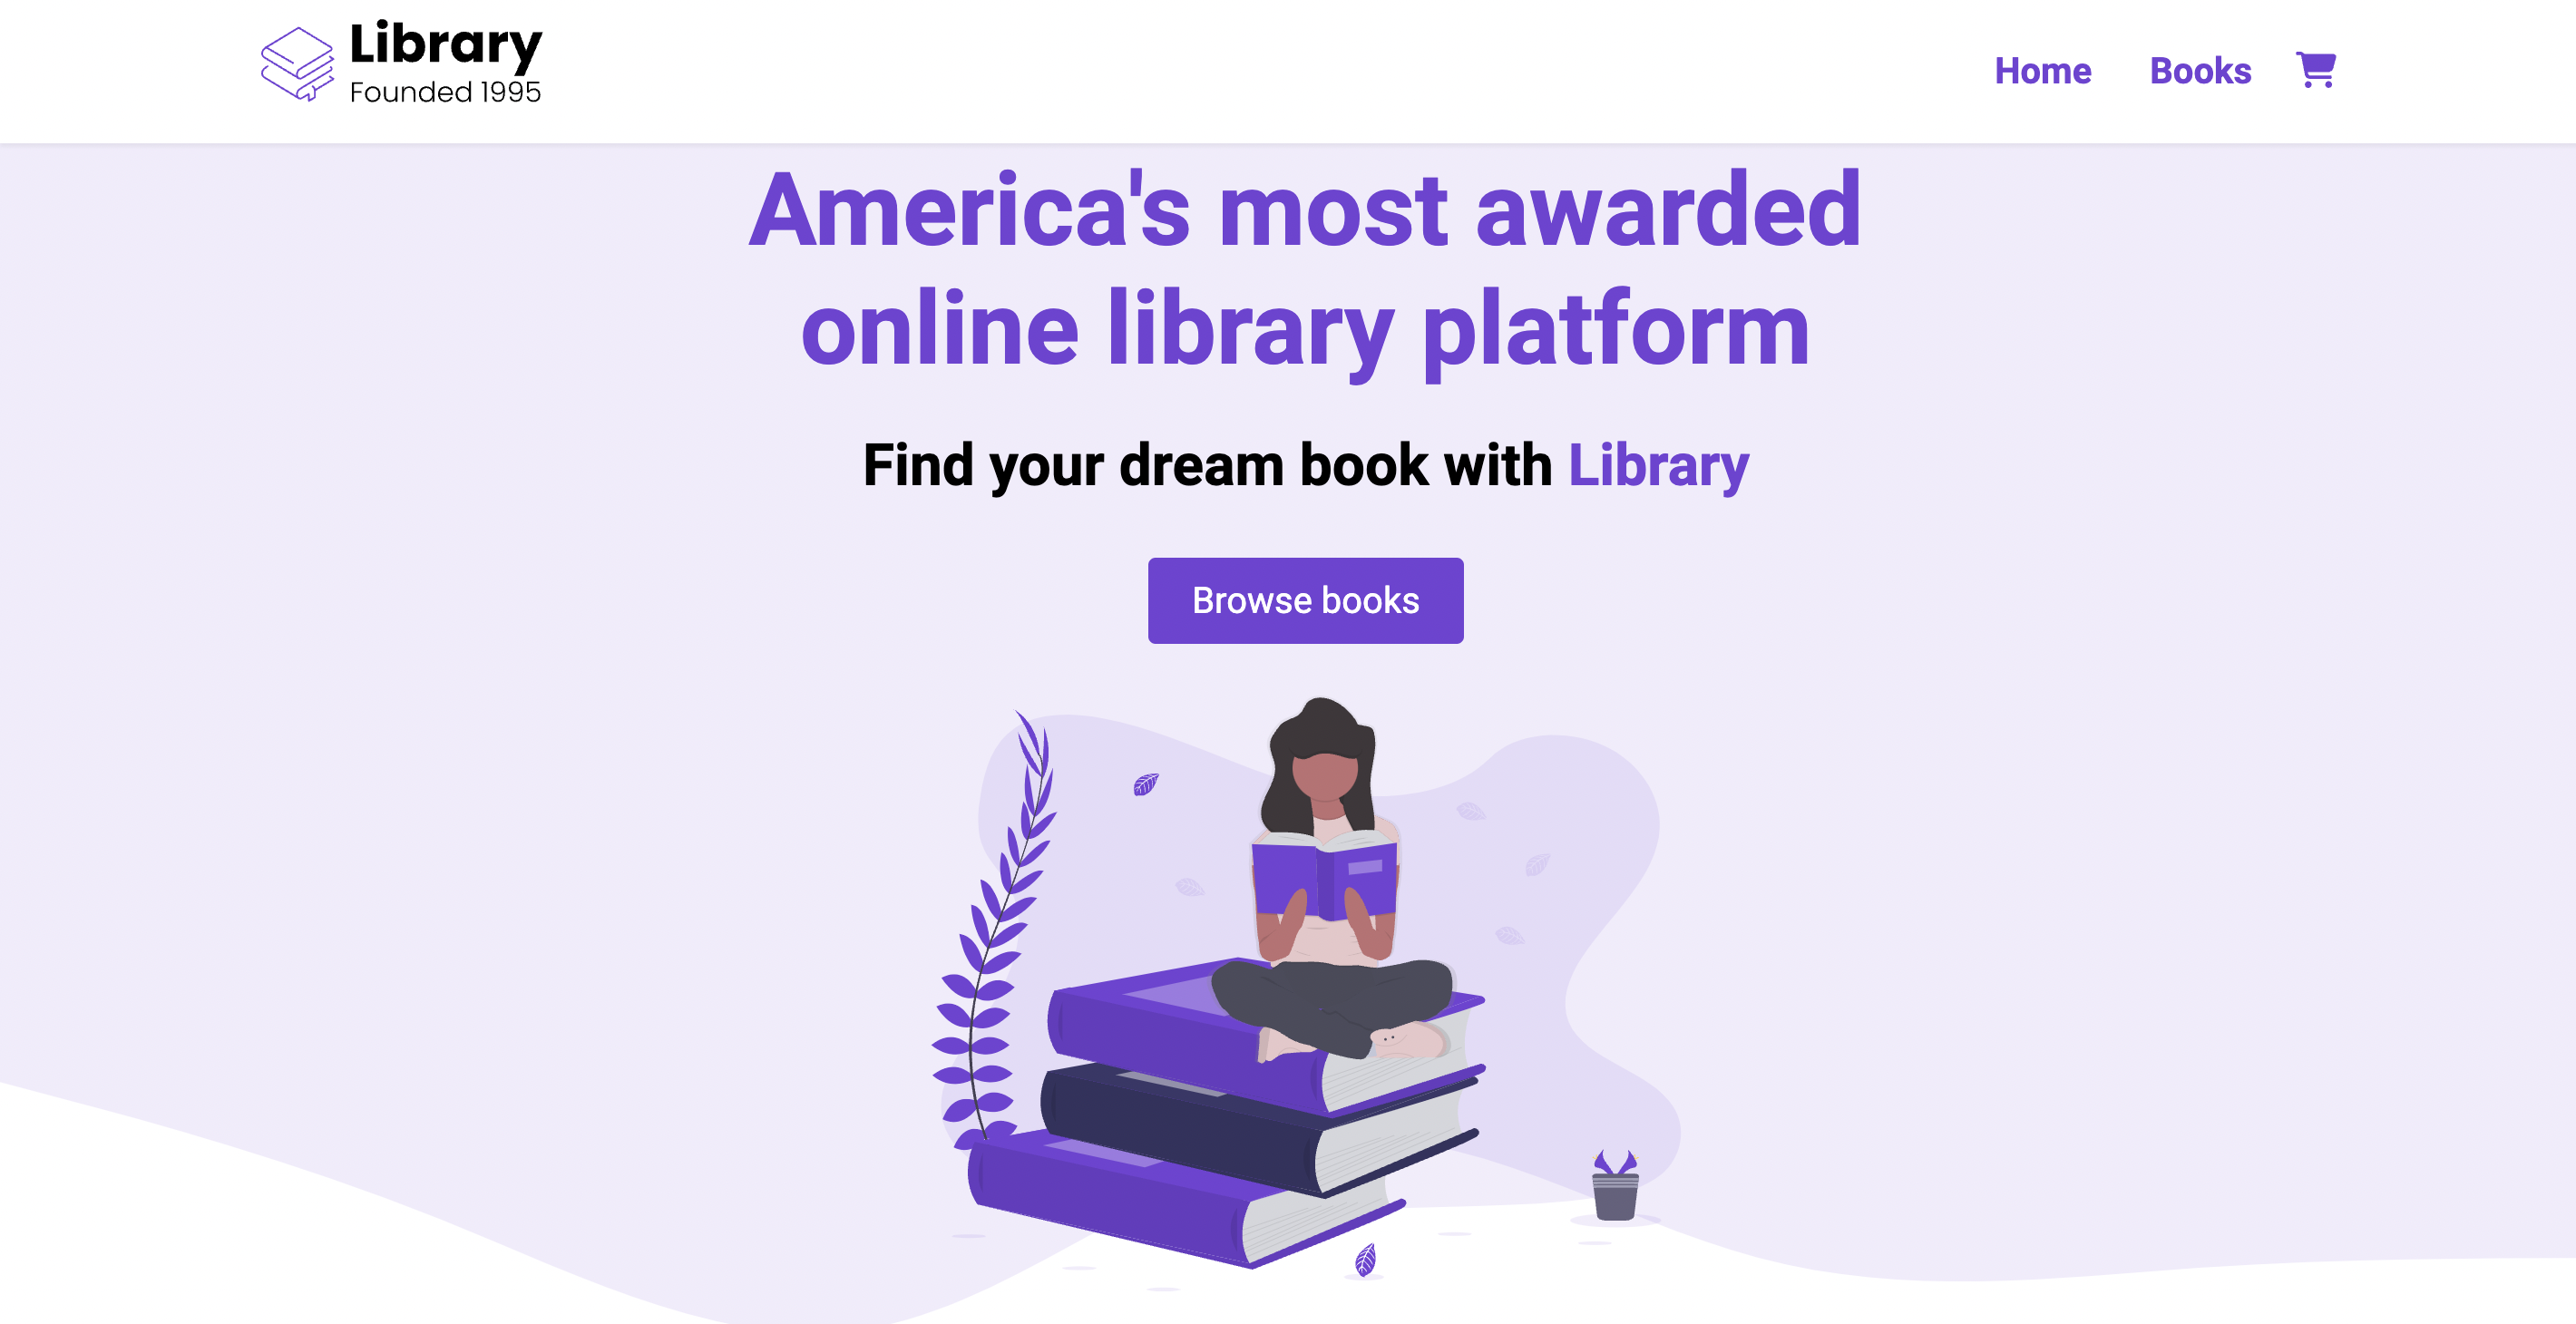 Library
Founded 1995
Home
Books
America's most awarded
online library platform
Find your dream book with Library
Browse books